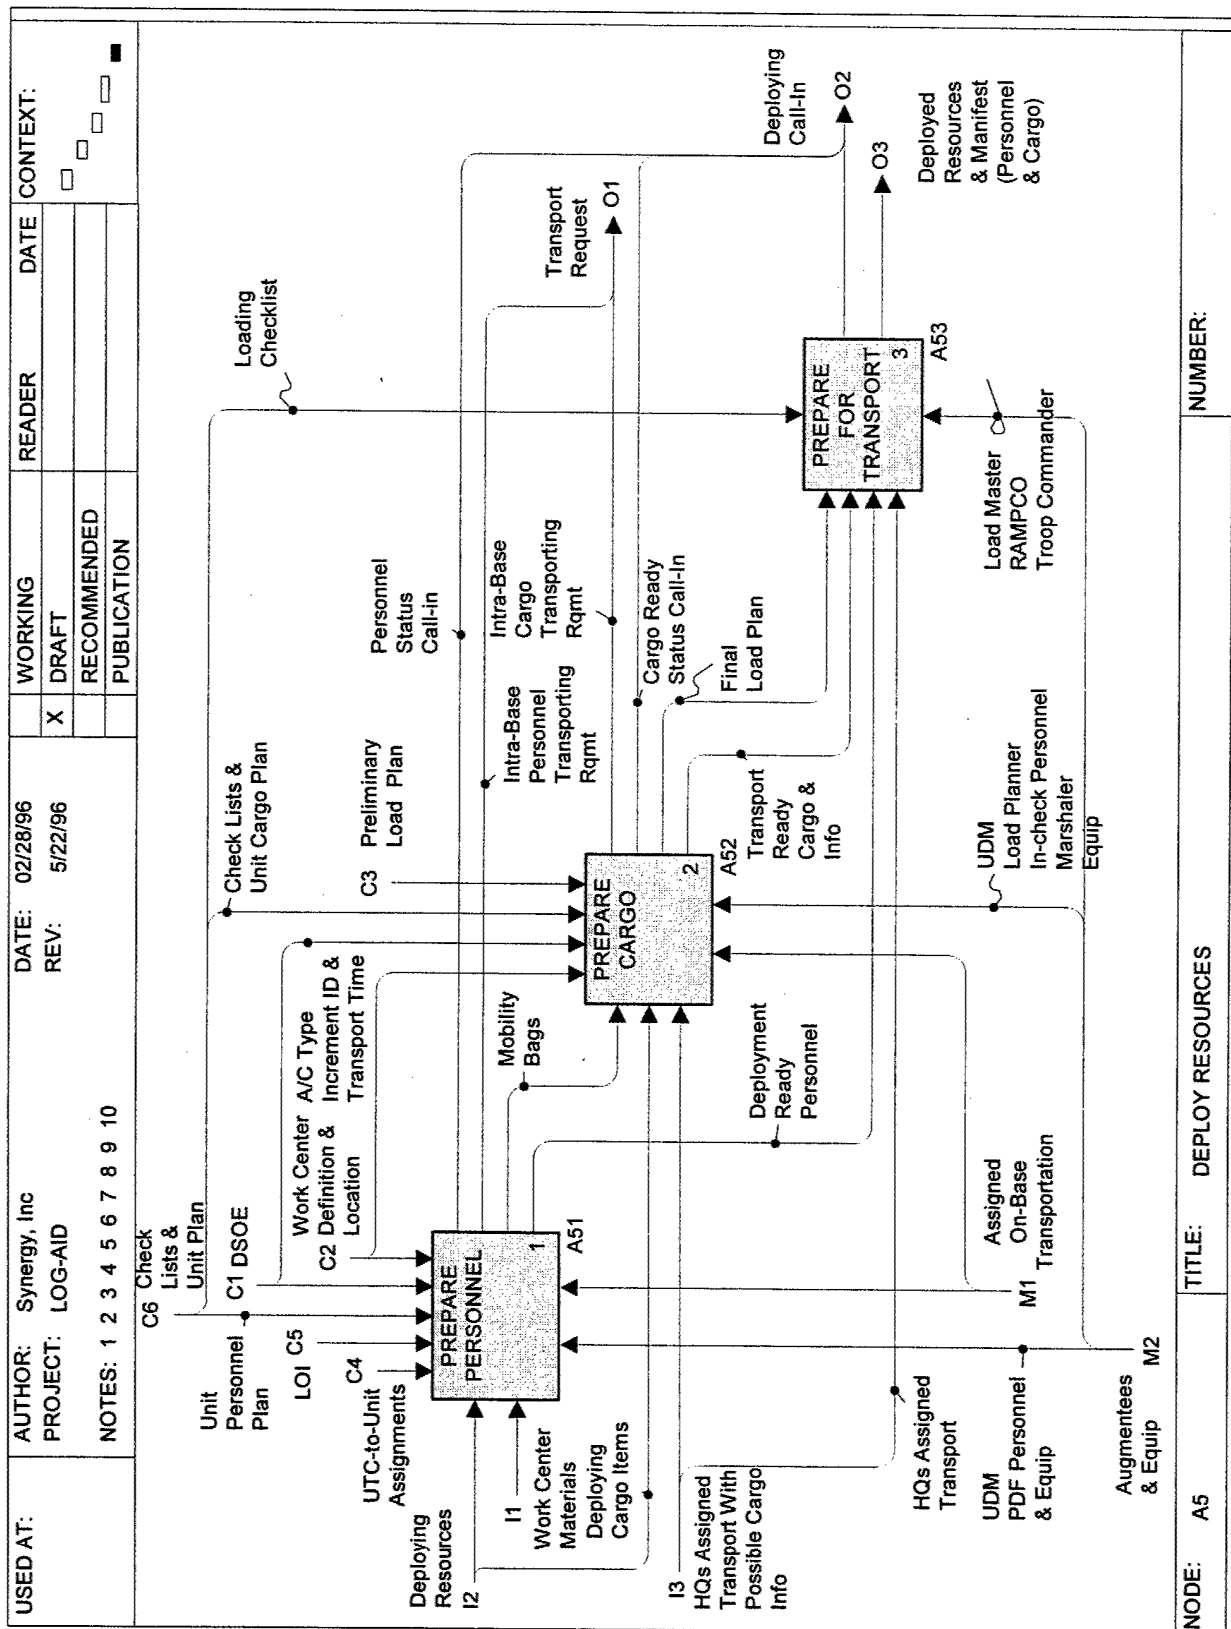 USED AT:
AUTHOR: Synergy, Inc
PROJECT: LOG-AID
NOTES: 1 2 3 4 5 6 7 8 9 10
DATE: 02/28/96
REV: 5/22/96
WORKING
X DRAFT
RECOMMENDED
PUBLICATION
READER DATE
CONTEXT:
C6 Check
Lists &
Unit Plan
Check Lists &
Unit Cargo Plan
Loading
Checklist
Unit
Personnel
Plan
C1 DSOE
LOI C5
C4
UTC-to-Unit
Assignments
Work Center
C2 Definition &
Location
A/C Type
Increment ID &
Transport Time
C3 Preliminary
Load Plan
Personnel
Status
Call-in
Intra-Base
Personnel
Transporting
Rqmt
Intra-Base
Cargo
Transporting
Rqmt
Transport
Request
O1
Deploying
Call-In
O2
O3
Deployed
Resources
& Manifest
(Personnel
& Cargo)
Deploying
Resources
I2
I1
Work Center
Materials
Deploying
Cargo Items
PREPARE
PERSONNEL
1
A51
Mobility
Bags
PREPARE
CARGO
2
A52
Cargo Ready
Status Call-In
Final
Load Plan
Transport
Ready
Cargo &
Info
PREPARE
FOR
TRANSPORT
3
A53
Deployment
Ready
Personnel
I3
HQs Assigned
Transport With
Possible Cargo
Info
HQs Assigned
Transport
UDM
PDF Personnel
& Equip
Assigned
On-Base
Transportation
M1
UDM
Load Planner
In-check Personnel
Marshaler
Equip
Load Master
RAMPCO
Troop Commander
Augmentees
& Equip
M2
NODE: A5
TITLE: DEPLOY RESOURCES
NUMBER: